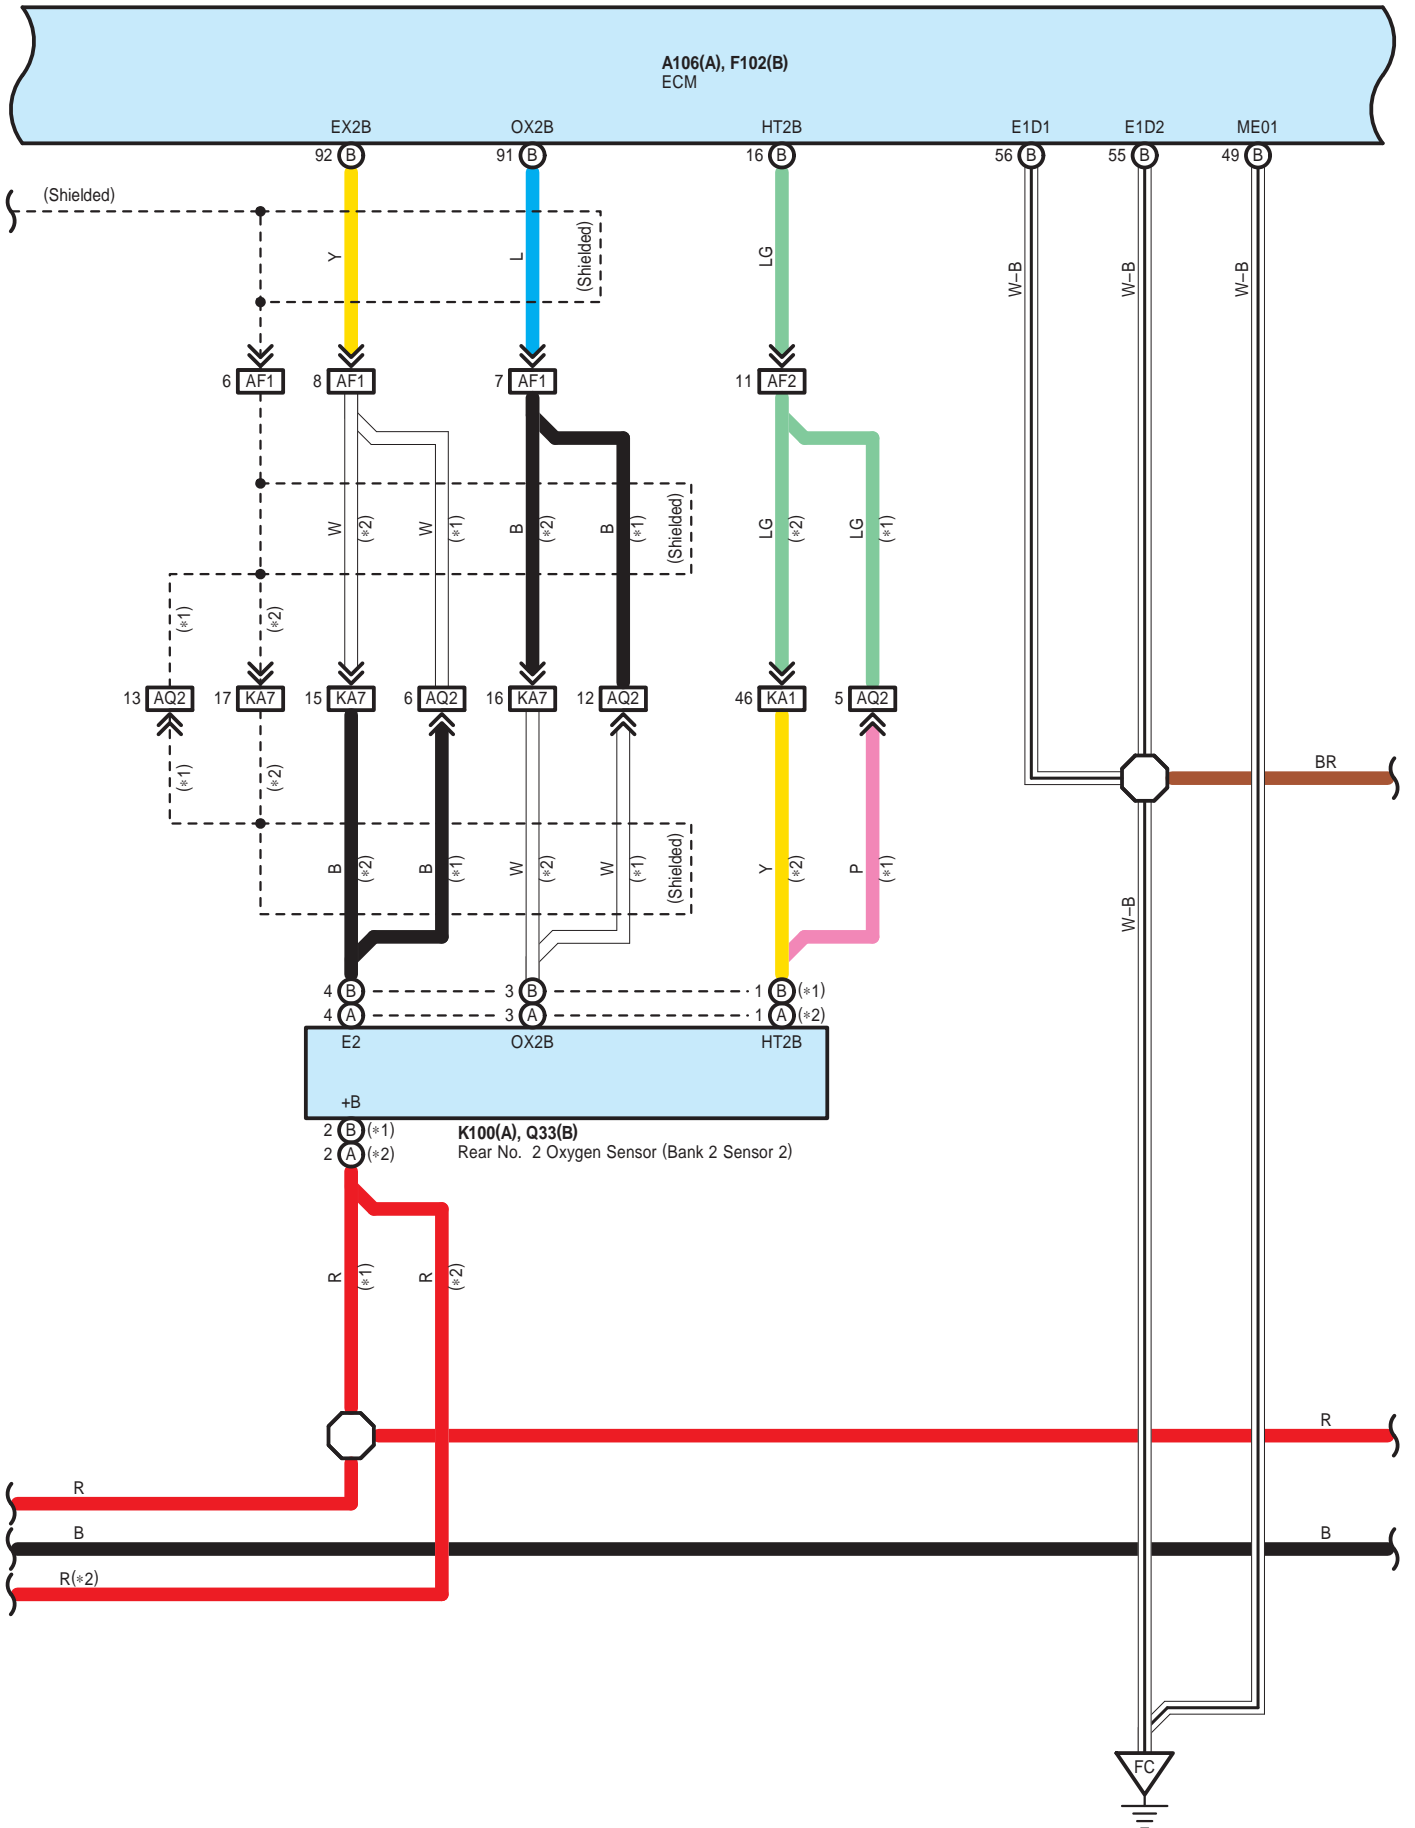 A106(A), F102(B)
ECM
EX2B OX2B HT2B E1D1 E1D2 ME01
92 B 91 B 16 B 56 B 55 B 49 B
(Shielded)
(Shielded)
Y L LG W–B W–B W–B
6 AF1 8 AF1 7 AF1 11 AF2
(Shielded)
W (*2) W (*1) B (*2) B (*1) LG (*2) LG (*1)
(*1) (*2)
13 AQ2 17 KA7 15 KA7 6 AQ2 16 KA7 12 AQ2 46 KA1 5 AQ2
BR
(*1) (*2)
B (*2) B (*1) W (*2) W (*1) (Shielded) Y (*2) P (*1)
W–B
4 B 3 B 1 B (*1)
4 A 3 A 1 A (*2)
E2 OX2B HT2B
+B
2 B (*1)
2 A (*2)
K100(A), Q33(B)
Rear No. 2 Oxygen Sensor (Bank 2 Sensor 2)
R (*1) R (*2)
R
R
B B
R(*2)
FC